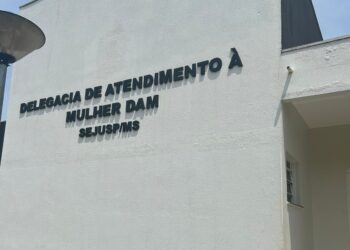 DELEGACIA DE ATENDIMENTO À
MULHER DAM
SEJUSP/MS